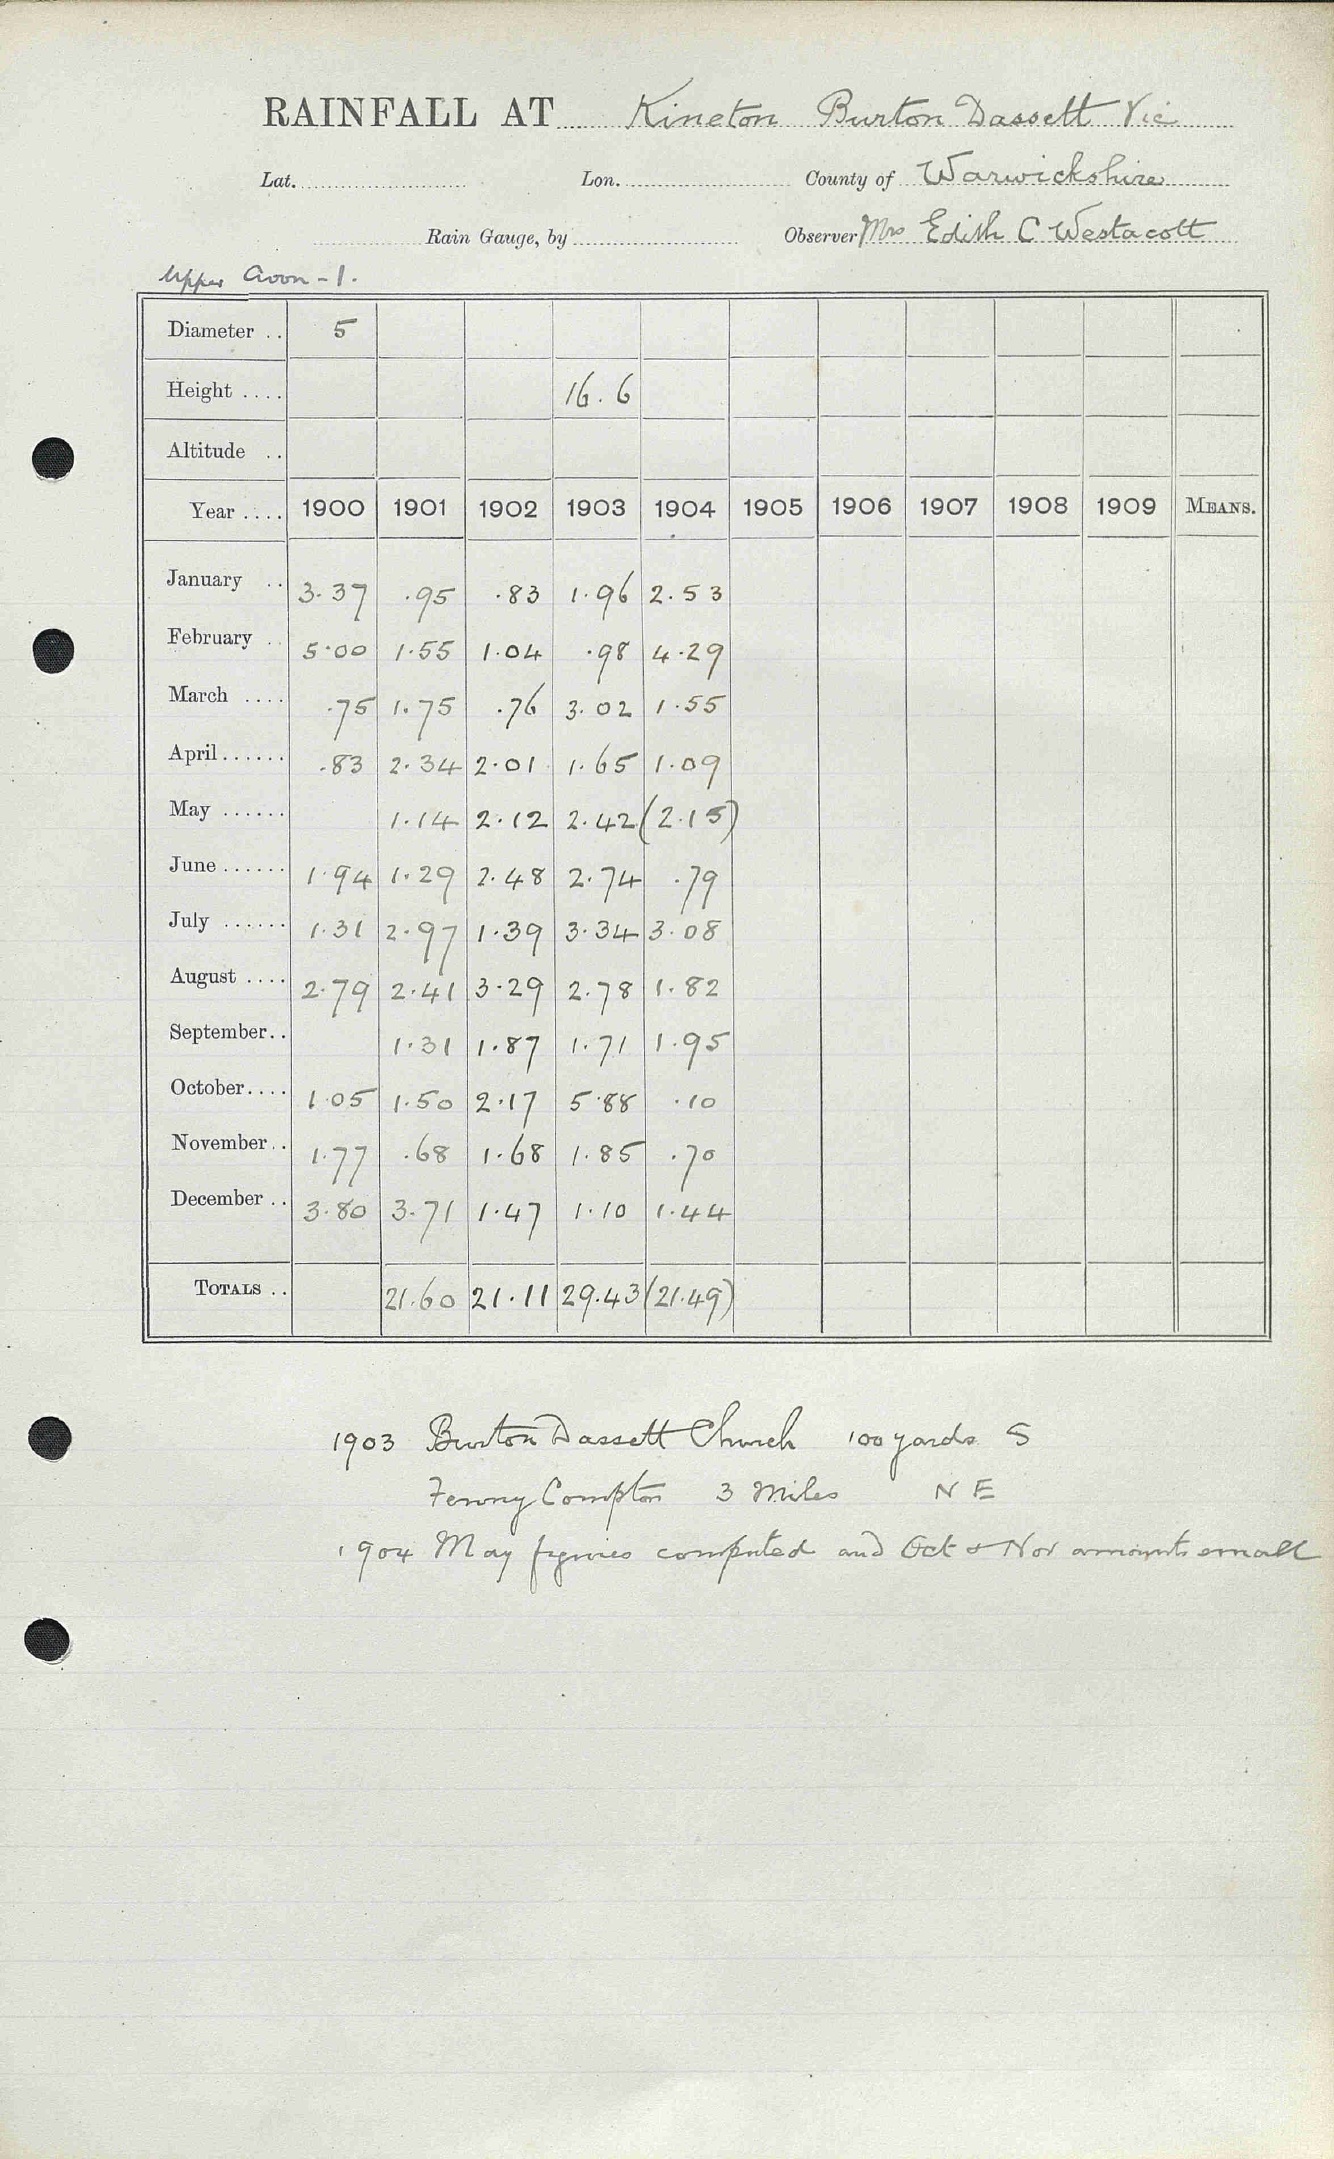 RAINFALL AT Kineton Burton Dassett Vic
Lat. Lon. County of Warwickshire
Rain Gauge, by Observer Mrs Edith C Westacott
Upper Avon - 1.
Diameter .. 5
Height .... 16.6
Altitude ..
Year .... 1900 1901 1902 1903 1904 1905 1906 1907 1908 1909 MEANS.
January .. 3.37 .95 .83 1.96 2.53
February .. 5.00 1.55 1.04 .98 4.29
March .... .75 1.75 .76 3.02 1.55
April ...... .83 2.34 2.01 1.65 1.09
May ...... 1.14 2.12 2.42 (2.15)
June ...... 1.94 1.29 2.48 2.74 .79
July ...... 1.31 2.97 1.39 3.34 3.08
August .... 2.79 2.41 3.29 2.78 1.82
September.. 1.31 1.87 1.71 1.95
October.... 1.05 1.50 2.17 5.88 .10
November.. 1.77 .68 1.68 1.85 .70
December .. 3.80 3.71 1.47 1.10 1.44
TOTALS .. 21.60 21.11 29.43 (21.49)
1903 Burton Dassett Church 100 yards S
Fenny Compton 3 Miles N E
1904 May figures computed and Oct & Nov amounts small